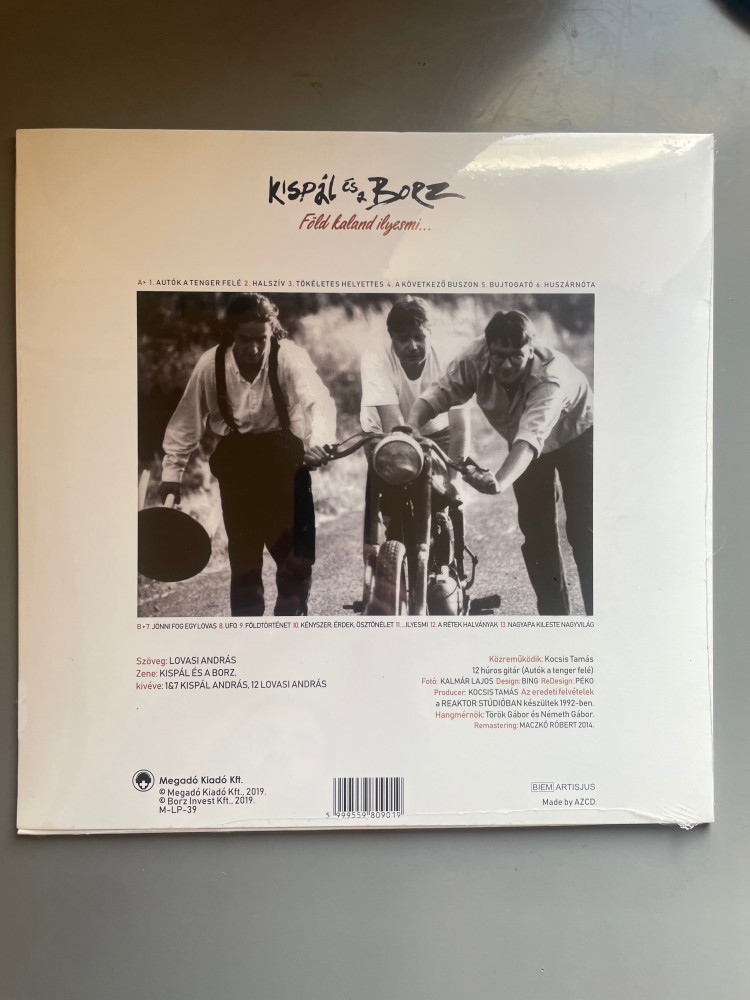 KISPÁL ÉS A BORZ
Föld kaland ilyesmi...
A> 1. AUTÓK A TENGER FELÉ 2. HALSZÍV 3. TÖKÉLETES HELYETTES 4. A KÖVETKEZŐ BUSZON 5. BUJTOGATÓ 6. HUSZÁRNÓTA
B> 7. JÖNNI FOG EGY LOVAS 8. UFO 9. FÖLDTÖRTÉNET 10. KÉNYSZER, ÉRDEK, ÖSZTÖNÉLET 11. ...ILYESMI 12. A RÉTEK HALVÁNYAK 13. NAGYAPA KILESTE NAGYVILÁG
Szöveg: LOVASI ANDRÁS
Zene: KISPÁL ÉS A BORZ,
kivéve: 1&7 KISPÁL ANDRÁS, 12 LOVASI ANDRÁS
Közreműködik: Kocsis Tamás
12 húros gitár (Autók a tenger felé)
Fotó: KALMÁR LAJOS Design: BING ReDesign: PÉKÓ
Producer: KOCSIS TAMÁS Az eredeti felvételek
a REAKTOR STÚDIÓBAN készültek 1992-ben.
Hangmérnök: Török Gábor és Németh Gábor.
Remastering: MACZKÓ RÓBERT 2014.
Megadó Kiadó Kft.
© Megadó Kiadó Kft., 2019.
© Borz Invest Kft., 2019.
M-LP-39
5 999559 809019
BIEM ARTISJUS
Made by AZCD.